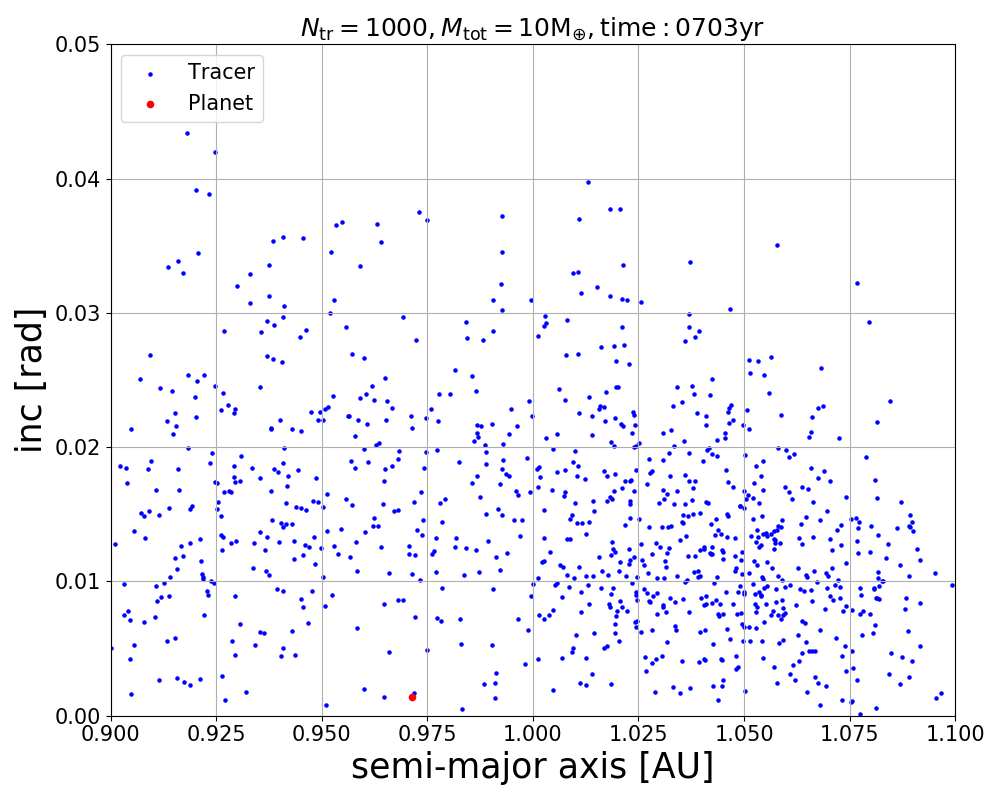 N_tr = 1000, M_tot = 10M_⊕, time : 0703yr
Tracer
Planet
0.05
0.04
0.03
0.02
0.01
0.00
inc [rad]
0.900 0.925 0.950 0.975 1.000 1.025 1.050 1.075 1.100
semi-major axis [AU]